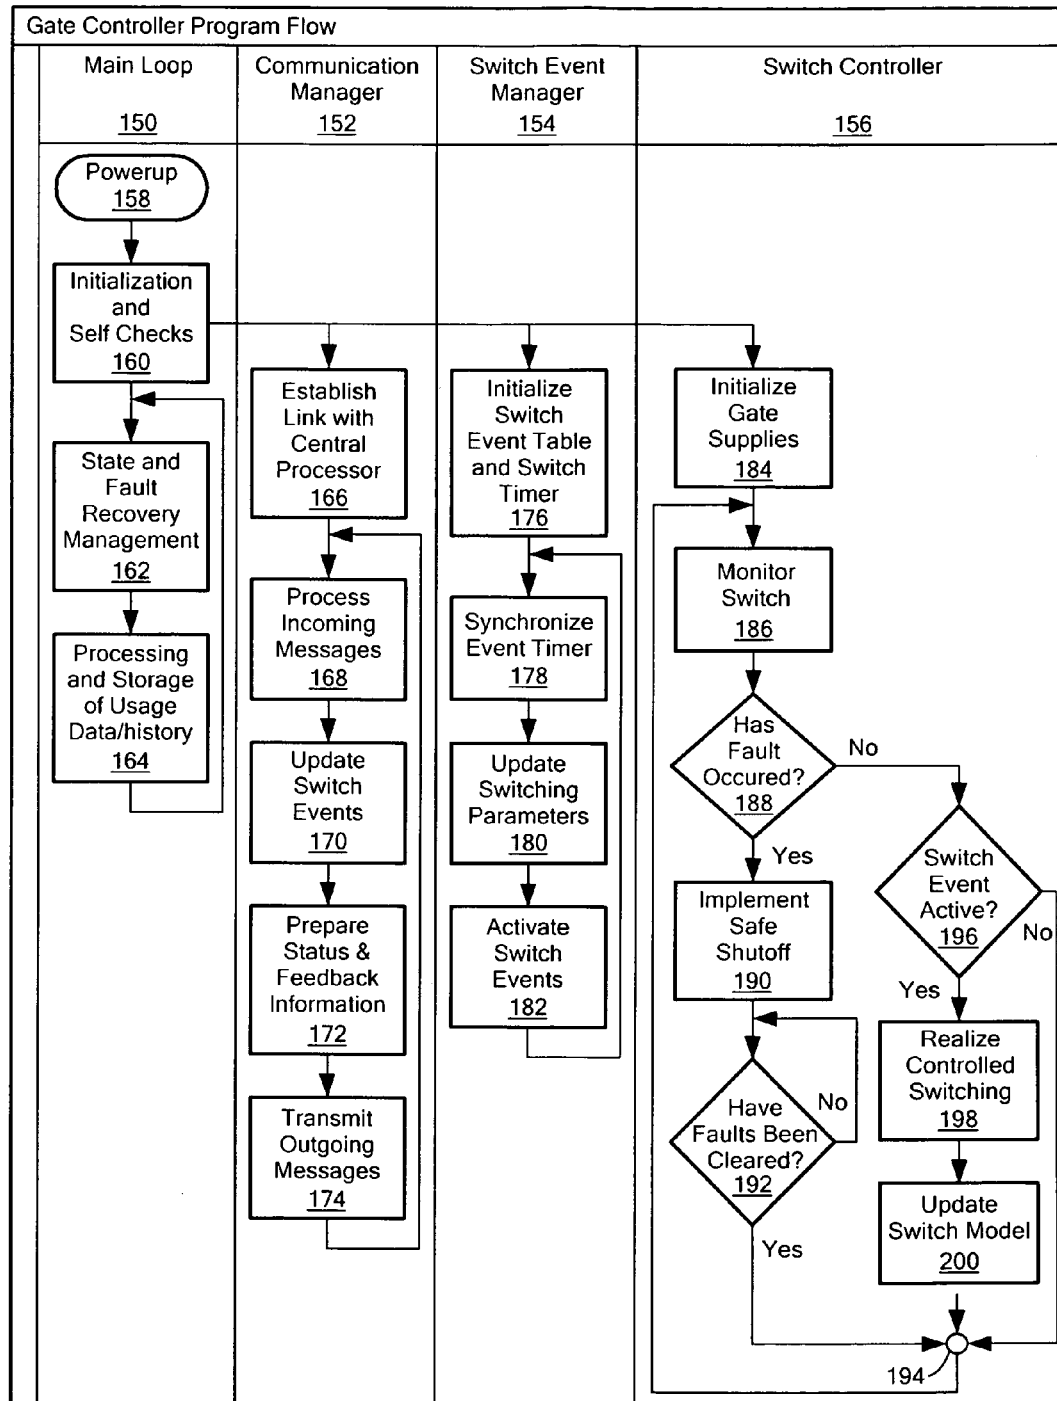 Gate Controller Program Flow
Main Loop
150
Communication
Manager
152
Switch Event
Manager
154
Switch Controller
156
Powerup
158
Initialization
and
Self Checks
160
State and
Fault
Recovery
Management
162
Processing
and Storage
of Usage
Data/history
164
Establish
Link with
Central
Processor
166
Process
Incoming
Messages
168
Update
Switch
Events
170
Prepare
Status &
Feedback
Information
172
Transmit
Outgoing
Messages
174
Initialize
Switch
Event Table
and Switch
Timer
176
Synchronize
Event Timer
178
Update
Switching
Parameters
180
Activate
Switch
Events
182
Initialize
Gate
Supplies
184
Monitor
Switch
186
Has
Fault
Occured?
188
No
Yes
Implement
Safe
Shutoff
190
Have
Faults Been
Cleared?
192
No
Yes
Switch
Event
Active?
196
No
Yes
Realize
Controlled
Switching
198
Update
Switch Model
200
194